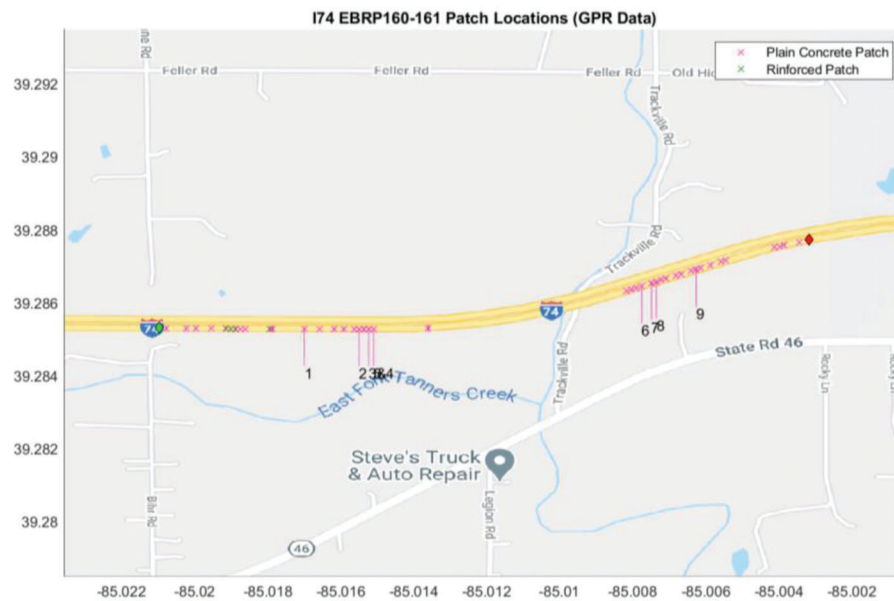 I74 EBRP160-161 Patch Locations (GPR Data)
Plain Concrete Patch
Rinforced Patch
39.292
39.29
39.288
39.286
39.284
39.282
39.28
ine Rd
Feller Rd
Feller Rd
Feller Rd
Old Hi
Trackville Rd
Trackville Rd
Trackville Rd
74
74
1
2
6
7
8
9
East Fork Tanners Creek
State Rd 46
Rocky Ln
Steve's Truck
& Auto Repair
Legion Rd
46
-85.022
-85.02
-85.018
-85.016
-85.014
-85.012
-85.01
-85.008
-85.006
-85.004
-85.002